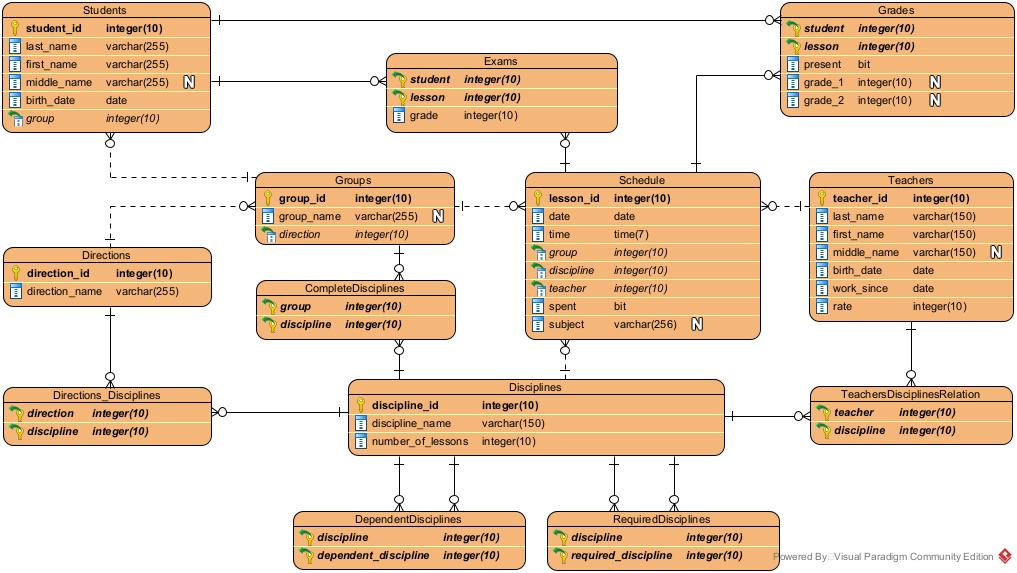 Students
student_id integer(10)
last_name varchar(255)
first_name varchar(255)
middle_name varchar(255) N
birth_date date
group integer(10)
Grades
student integer(10)
lesson integer(10)
present bit
grade_1 integer(10) N
grade_2 integer(10) N
Exams
student integer(10)
lesson integer(10)
grade integer(10)
Groups
group_id integer(10)
group_name varchar(255) N
direction integer(10)
Schedule
lesson_id integer(10)
date date
time time(7)
group integer(10)
discipline integer(10)
teacher integer(10)
spent bit
subject varchar(256) N
Teachers
teacher_id integer(10)
last_name varchar(150)
first_name varchar(150)
middle_name varchar(150) N
birth_date date
work_since date
rate integer(10)
Directions
direction_id integer(10)
direction_name varchar(255)
CompleteDisciplines
group integer(10)
discipline integer(10)
Directions_Disciplines
direction integer(10)
discipline integer(10)
Disciplines
discipline_id integer(10)
discipline_name varchar(150)
number_of_lessons integer(10)
TeachersDisciplinesRelation
teacher integer(10)
discipline integer(10)
DependentDisciplines
discipline integer(10)
dependent_discipline integer(10)
RequiredDisciplines
discipline integer(10)
required_discipline integer(10)
Powered By Visual Paradigm Community Edition